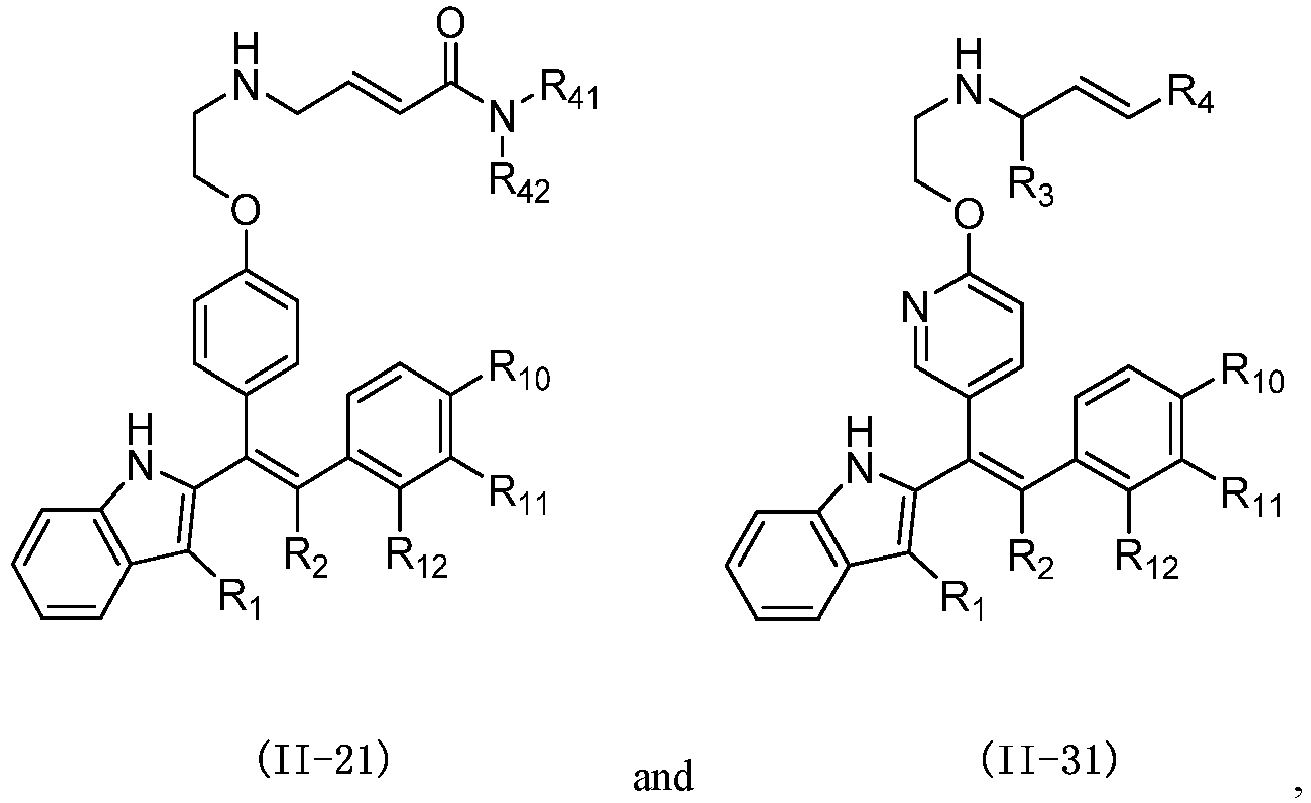 H
N
O
N
R41
R42
O
R10
R11
R12
R2
R1
H
N
H
N
R4
R3
O
N
R10
R11
R12
R2
R1
H
N
(II-21) and (II-31) ,